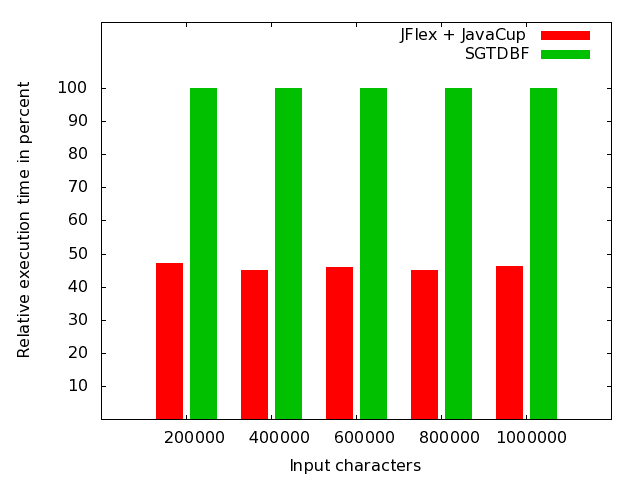 JFlex + JavaCup
SGTDBF
Relative execution time in percent
100
90
80
70
60
50
40
30
20
10
200000 400000 600000 800000 1000000
Input characters